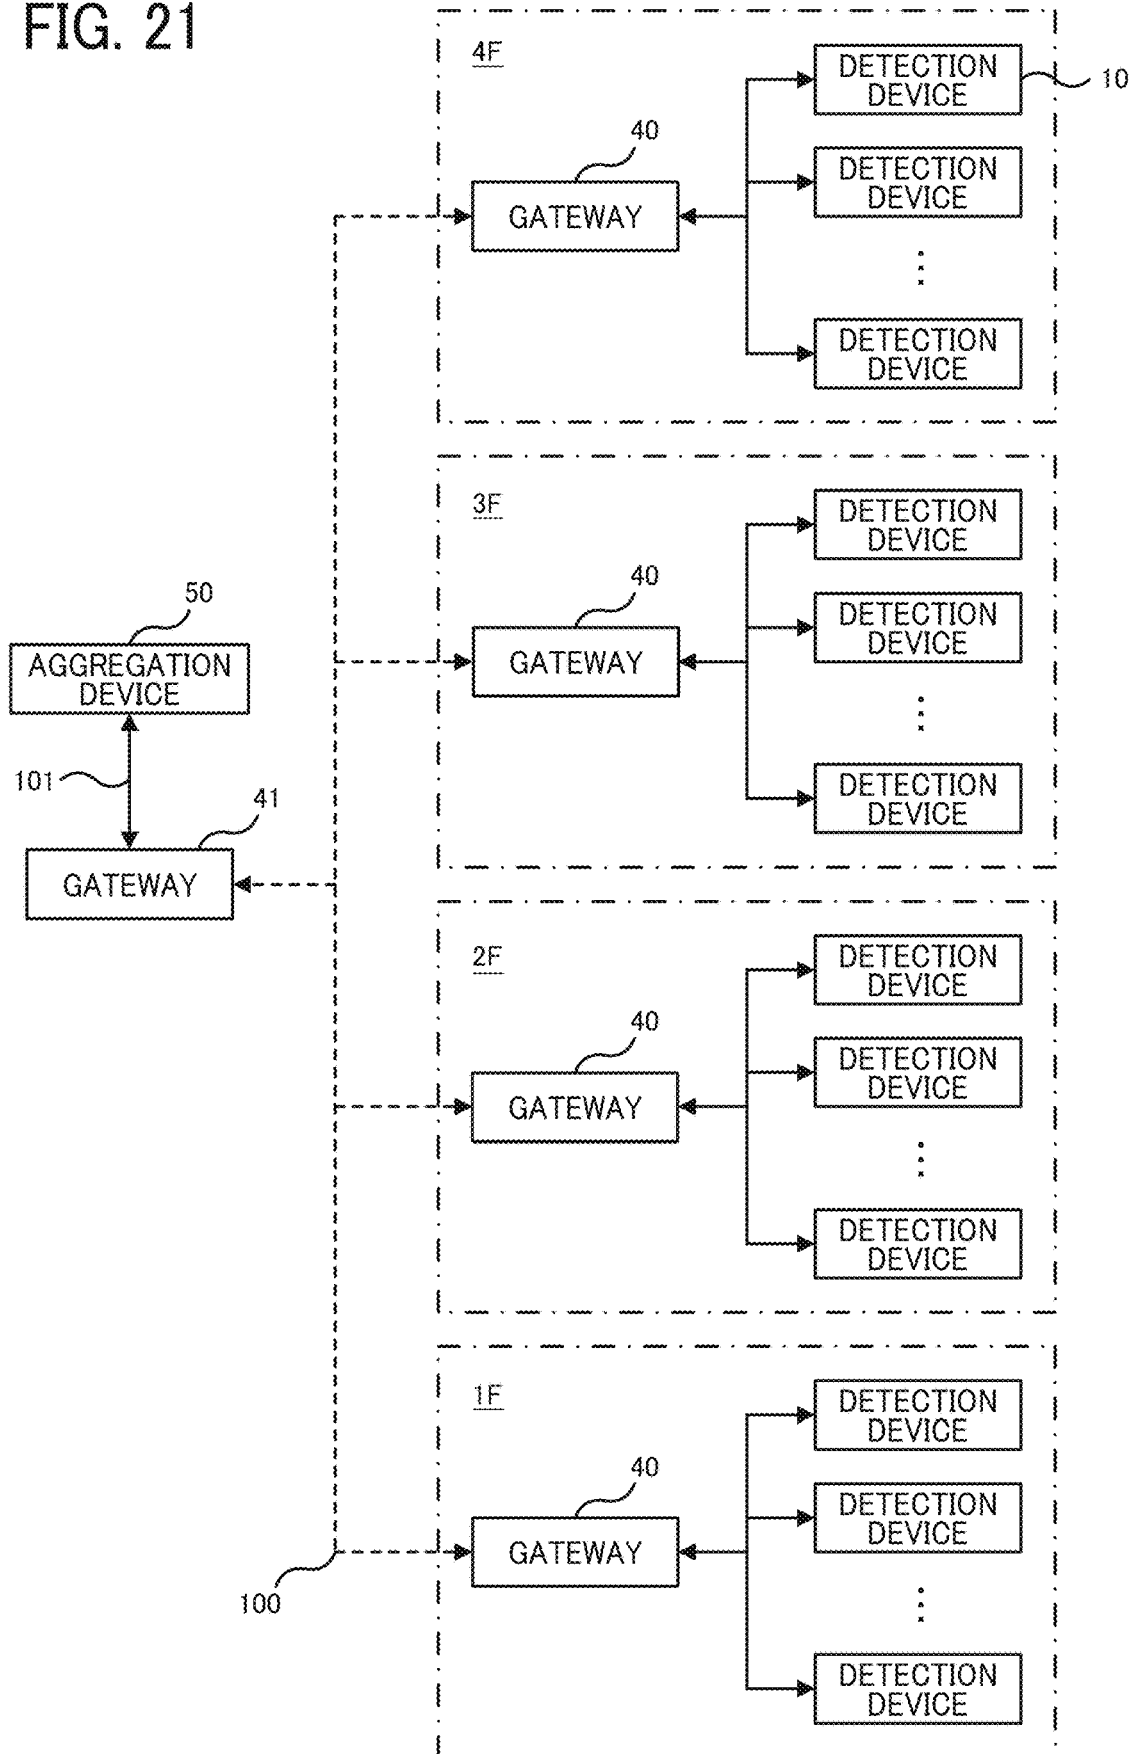 FIG. 21
4F
DETECTION
DEVICE
10
40
GATEWAY
DETECTION
DEVICE
DETECTION
DEVICE
3F
DETECTION
DEVICE
40
GATEWAY
DETECTION
DEVICE
DETECTION
DEVICE
50
AGGREGATION
DEVICE
101
41
GATEWAY
2F
DETECTION
DEVICE
40
GATEWAY
DETECTION
DEVICE
DETECTION
DEVICE
1F
DETECTION
DEVICE
40
GATEWAY
DETECTION
DEVICE
100
DETECTION
DEVICE